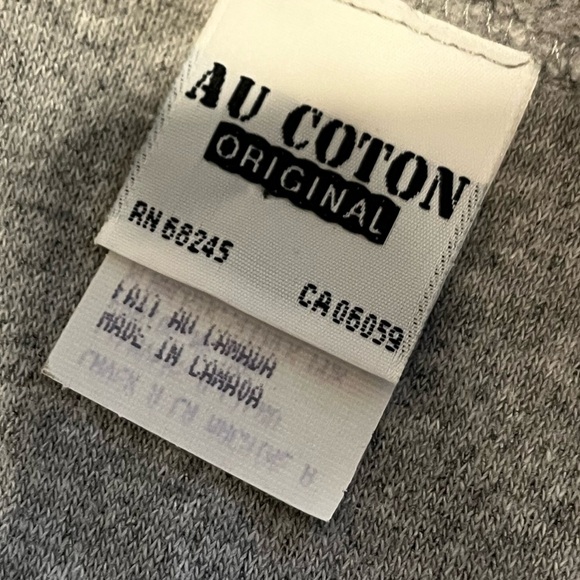 AU COTON
ORIGINAL
RN 68245
CA 06059
FAIT AU CANADA
MADE IN CANADA